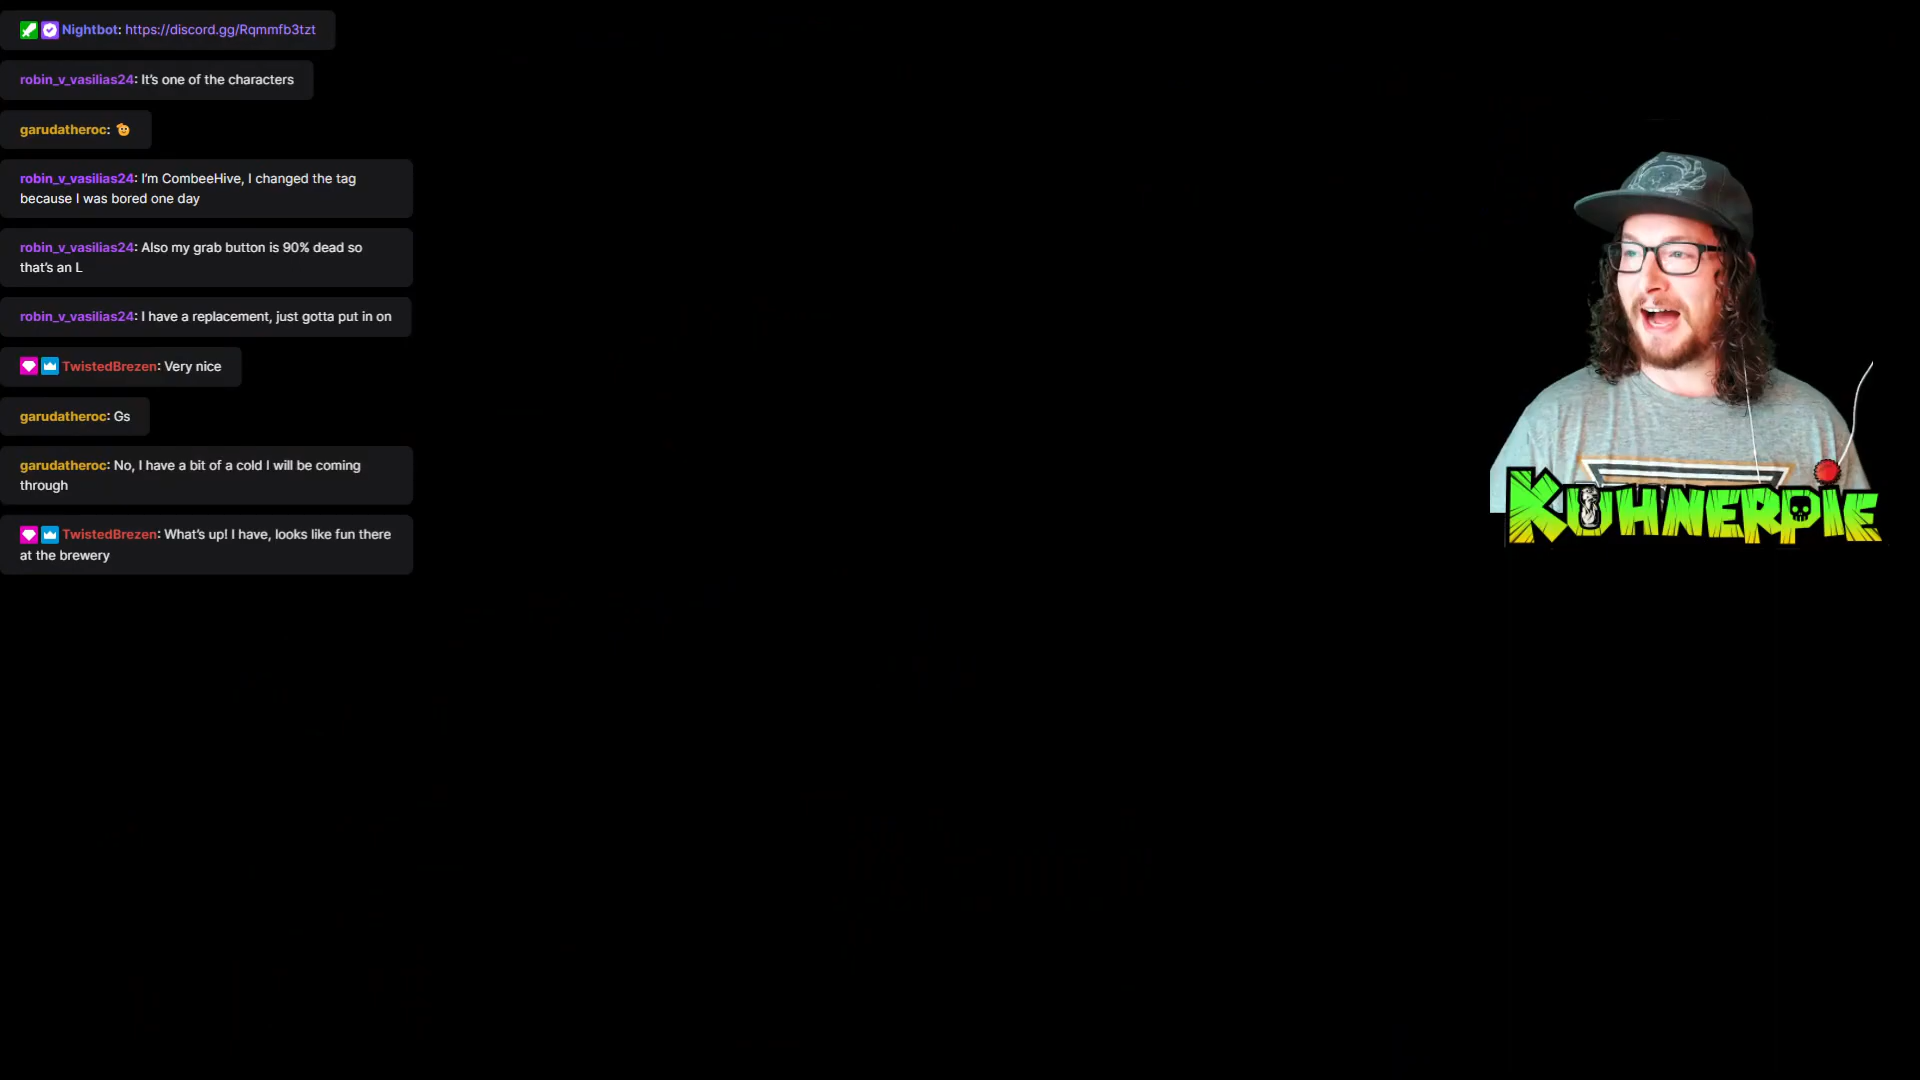 Nightbot: https://discord.gg/Rqmmfb3tzt
robin_v_vasilias24: It's one of the characters
garudatheroc: 🫡
robin_v_vasilias24: I'm CombeeHive, I changed the tag
because I was bored one day
robin_v_vasilias24: Also my grab button is 90% dead so
that's an L
robin_v_vasilias24: I have a replacement, just gotta put in on
TwistedBrezen: Very nice
garudatheroc: Gs
garudatheroc: No, I have a bit of a cold I will be coming
through
TwistedBrezen: What's up! I have, looks like fun there
at the brewery
KUHNERPIE